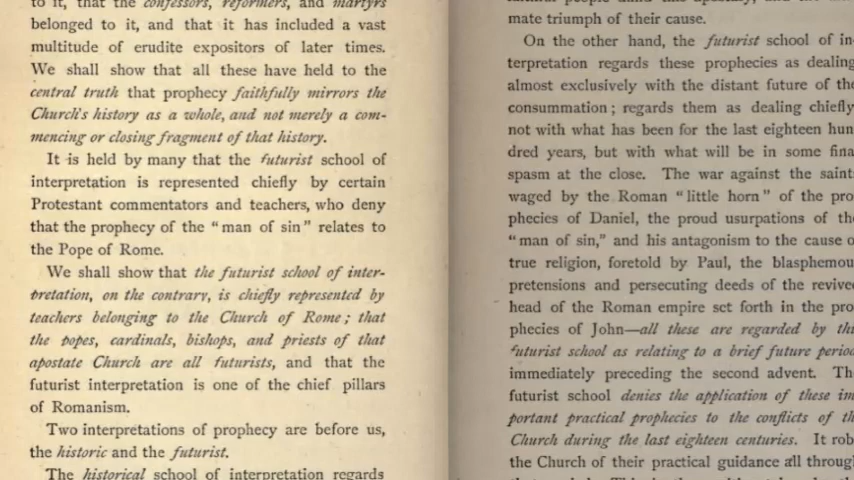 to it, that the confessors, reformers, and martyrs
belonged to it, and that it has included a vast
multitude of erudite expositors of later times.
We shall show that all these have held to the
central truth that prophecy faithfully mirrors the
Church's history as a whole, and not merely a com-
mencing or closing fragment of that history.
It is held by many that the futurist school of
interpretation is represented chiefly by certain
Protestant commentators and teachers, who deny
that the prophecy of the "man of sin" relates to
the Pope of Rome.
We shall show that the futurist school of inter-
pretation, on the contrary, is chiefly represented by
teachers belonging to the Church of Rome; that
the popes, cardinals, bishops, and priests of that
apostate Church are all futurists, and that the
futurist interpretation is one of the chief pillars
of Romanism.
Two interpretations of prophecy are before us,
the historic and the futurist.
The historical school of interpretation regards
mate triumph of their cause.
On the other hand, the futurist school of in-
terpretation regards these prophecies as dealing
almost exclusively with the distant future of the
consummation; regards them as dealing chiefly
not with what has been for the last eighteen hun
dred years, but with what will be in some fina
spasm at the close. The war against the saint
waged by the Roman "little horn" of the pro
phecies of Daniel, the proud usurpations of the
"man of sin," and his antagonism to the cause o
true religion, foretold by Paul, the blasphemou
pretensions and persecuting deeds of the revive
head of the Roman empire set forth in the pro
phecies of John—all these are regarded by the
futurist school as relating to a brief future period
immediately preceding the second advent. Th
futurist school denies the application of these im
portant practical prophecies to the conflicts of th
Church during the last eighteen centuries. It rob
the Church of their practical guidance all through